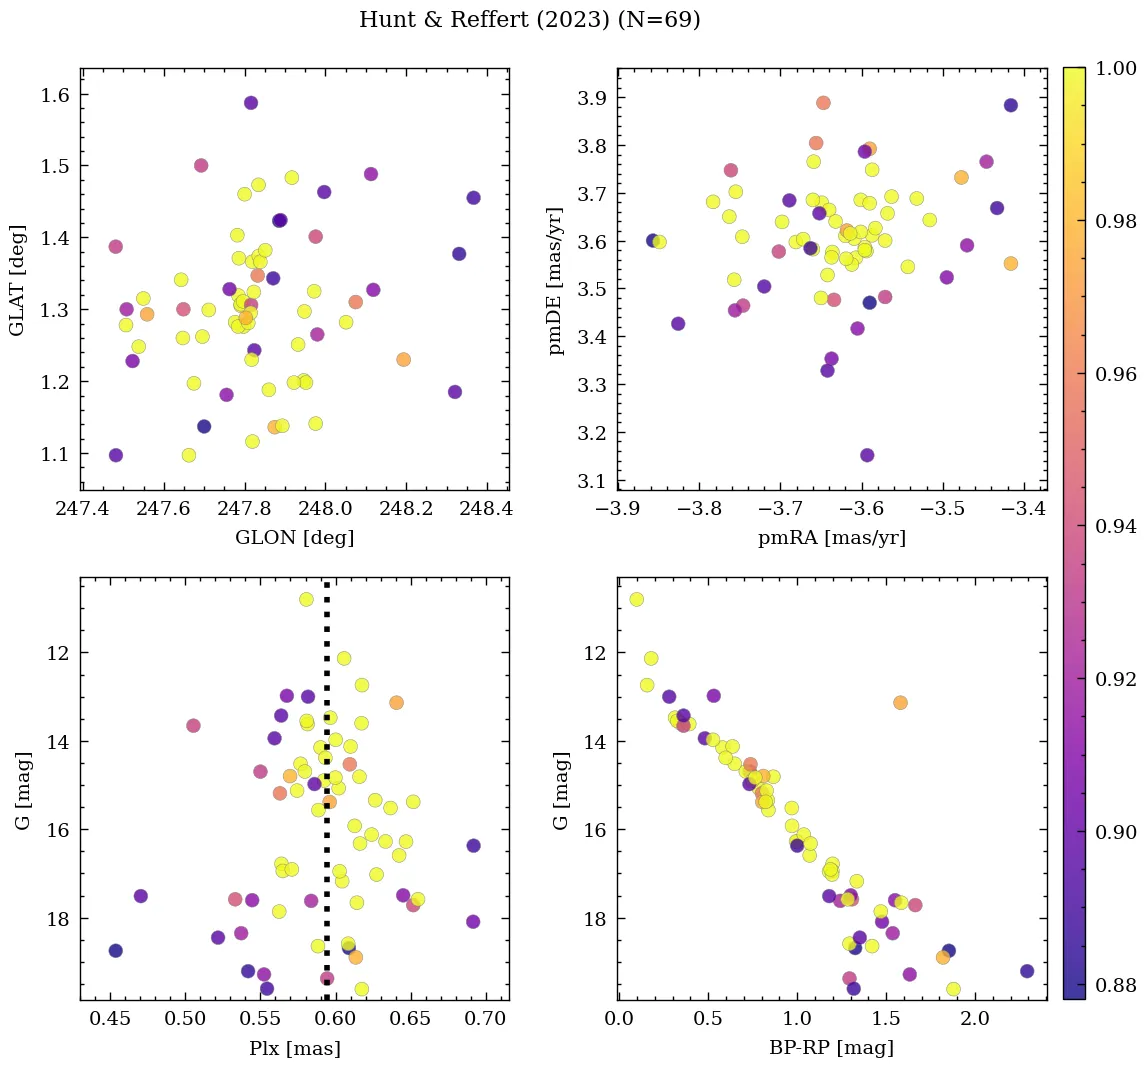 Hunt & Reffert (2023) (N=69)
1.6
1.5
1.4
1.3
1.2
1.1
GLAT [deg]
247.4 247.6 247.8 248.0 248.2 248.4
GLON [deg]
3.9
3.8
3.7
3.6
3.5
3.4
3.3
3.2
3.1
pmDE [mas/yr]
−3.9 −3.8 −3.7 −3.6 −3.5 −3.4
pmRA [mas/yr]
1.00
0.98
0.96
0.94
0.92
0.90
0.88
12
14
16
18
G [mag]
0.45 0.50 0.55 0.60 0.65 0.70
Plx [mas]
12
14
16
18
G [mag]
0.0 0.5 1.0 1.5 2.0
BP-RP [mag]